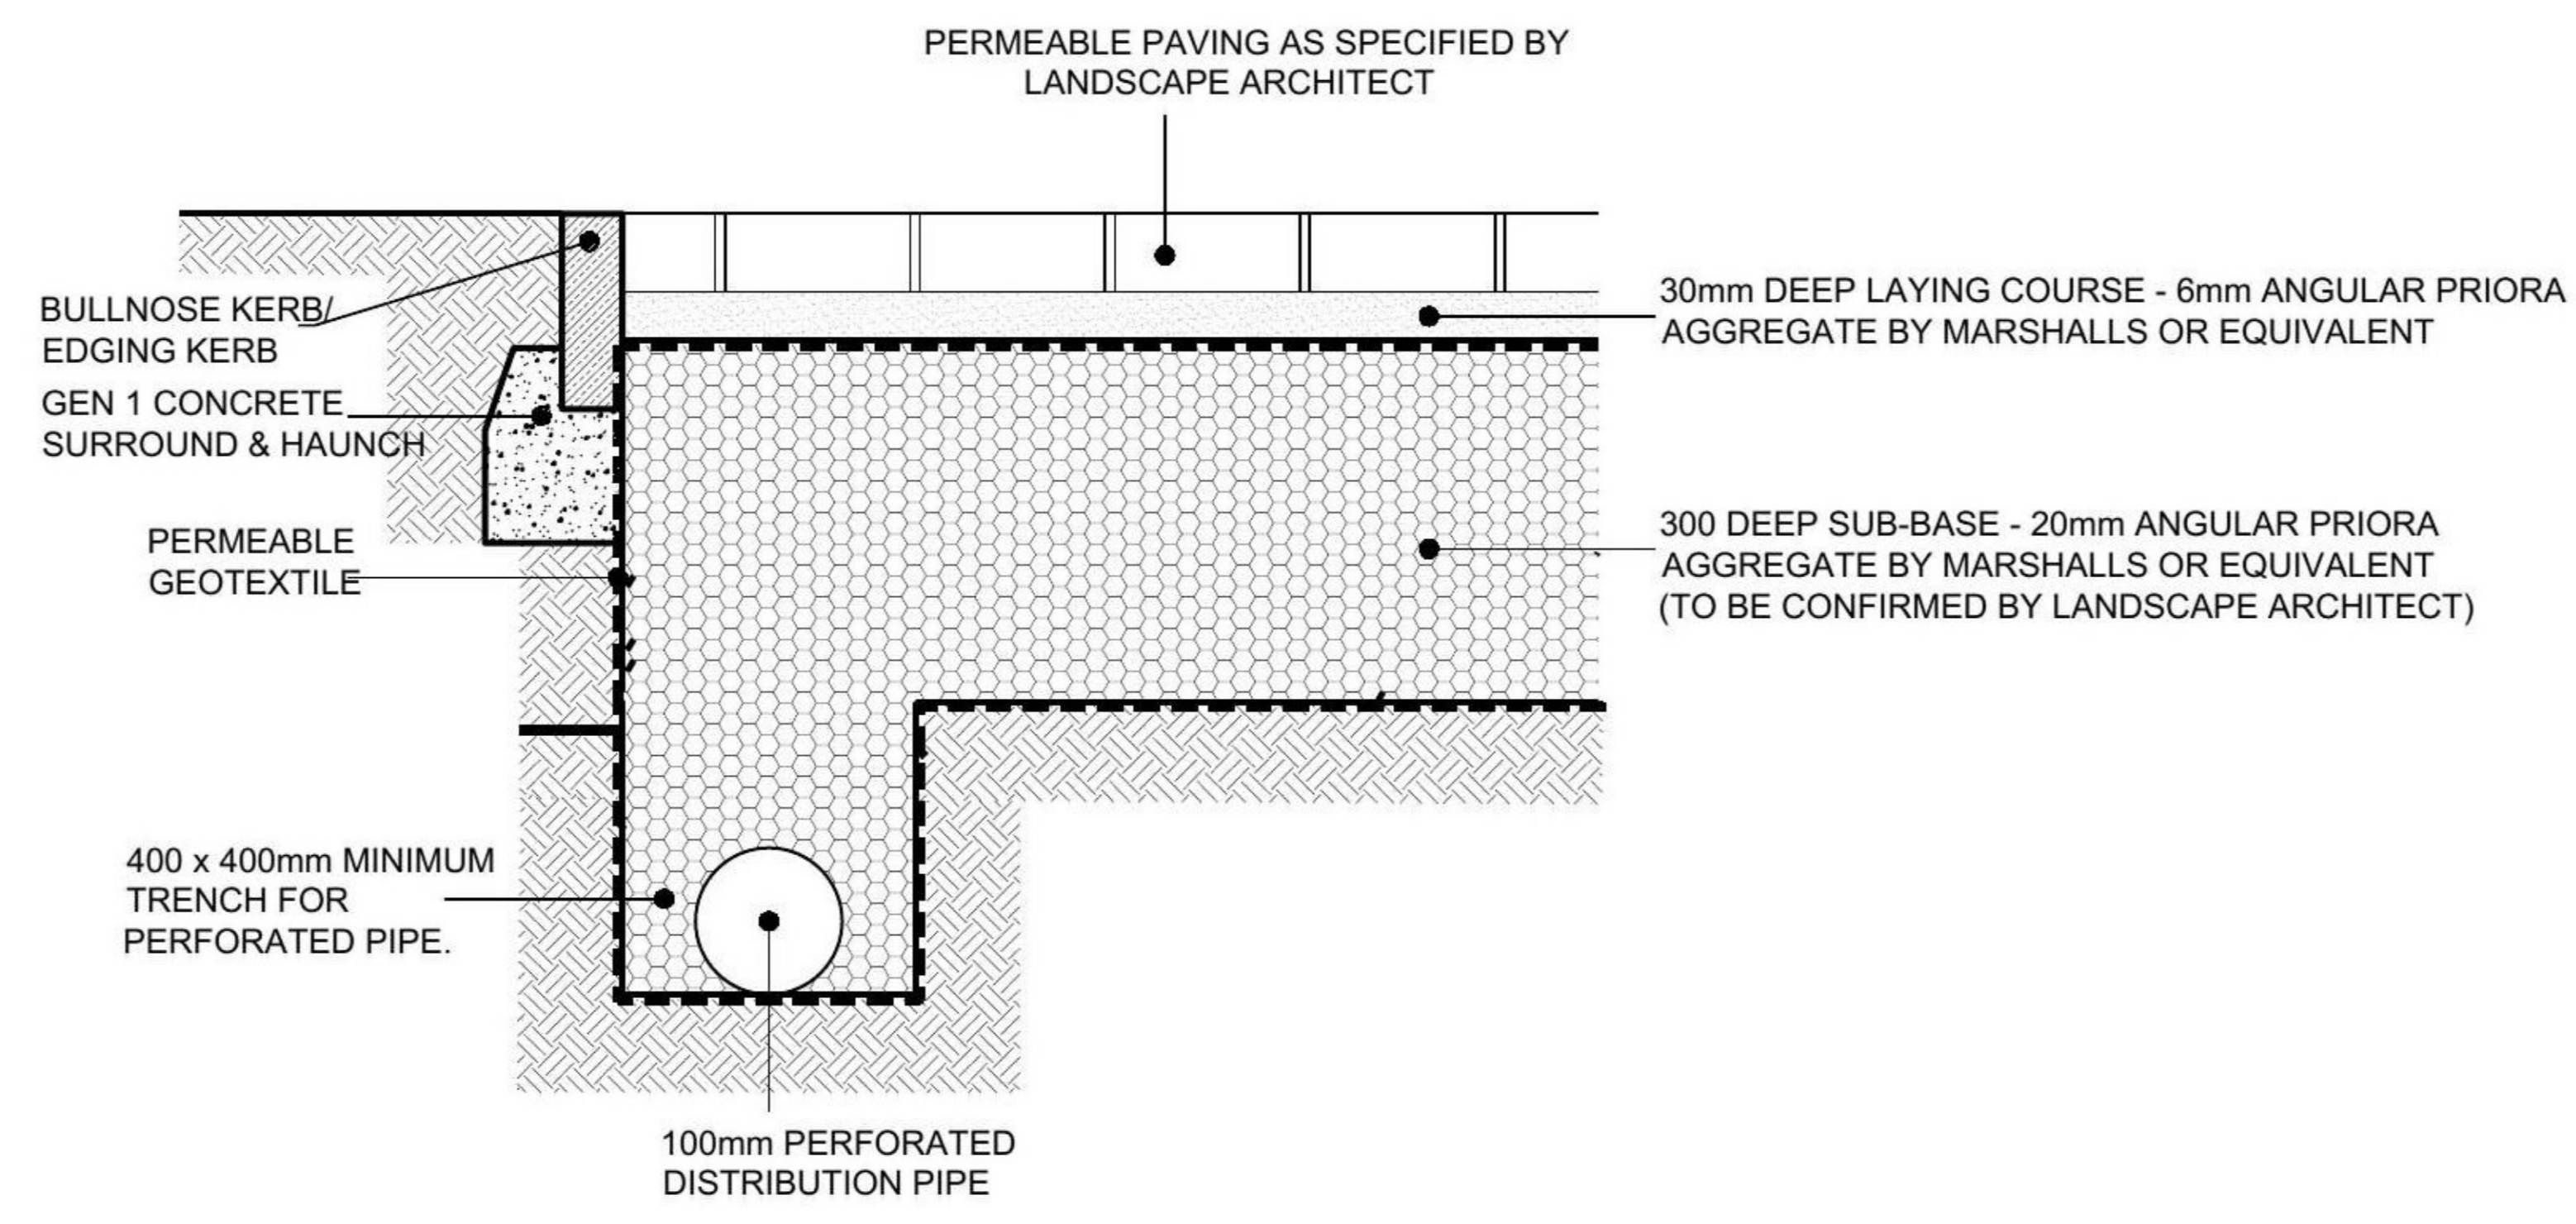 PERMEABLE PAVING AS SPECIFIED BY
LANDSCAPE ARCHITECT
BULLNOSE KERB/
EDGING KERB
GEN 1 CONCRETE
SURROUND & HAUNCH
PERMEABLE
GEOTEXTILE
400 x 400mm MINIMUM
TRENCH FOR
PERFORATED PIPE.
30mm DEEP LAYING COURSE - 6mm ANGULAR PRIORA
AGGREGATE BY MARSHALLS OR EQUIVALENT
300 DEEP SUB-BASE - 20mm ANGULAR PRIORA
AGGREGATE BY MARSHALLS OR EQUIVALENT
(TO BE CONFIRMED BY LANDSCAPE ARCHITECT)
100mm PERFORATED
DISTRIBUTION PIPE